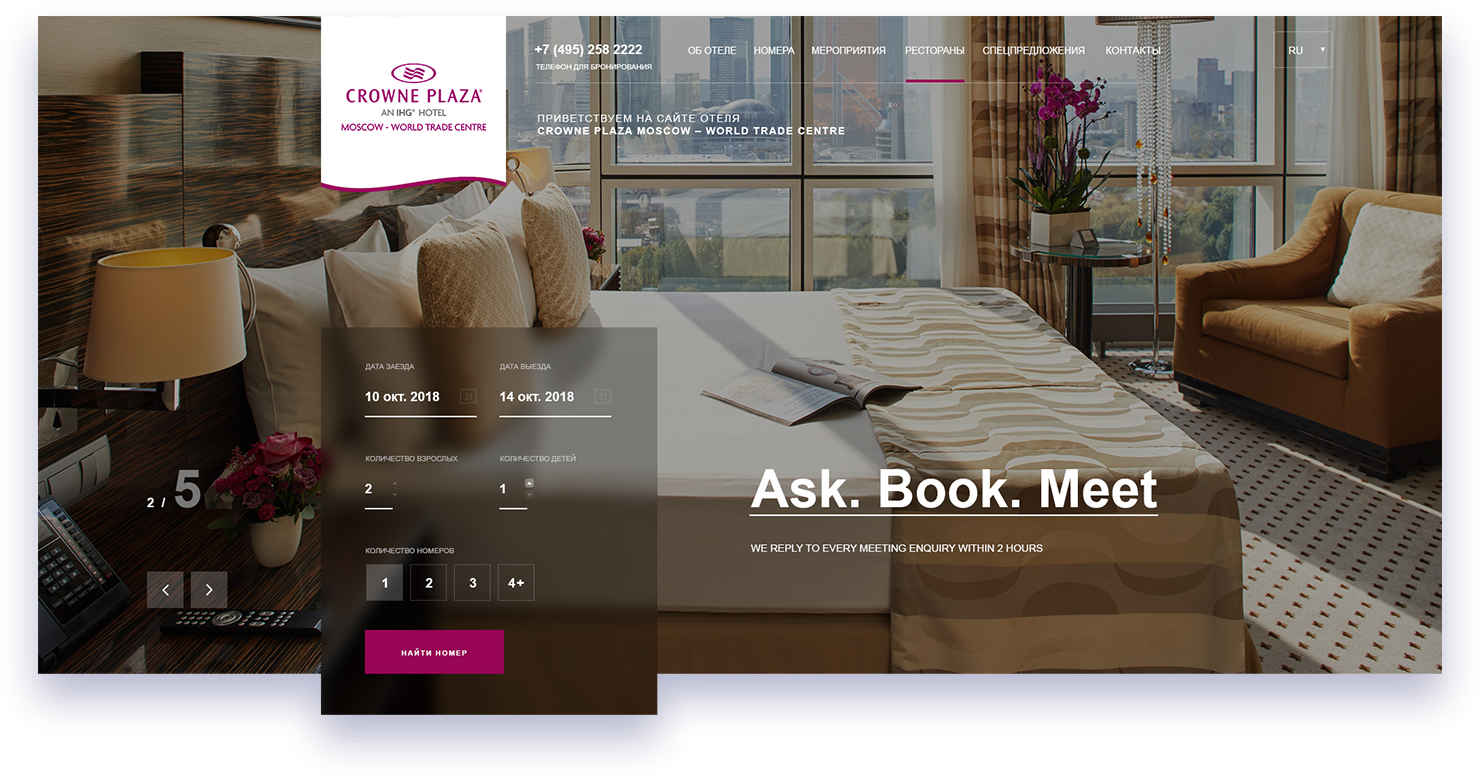 CROWNE PLAZA®
AN IHG® HOTEL
MOSCOW - WORLD TRADE CENTRE
+7 (495) 258 2222
ТЕЛЕФОН ДЛЯ БРОНИРОВАНИЯ
ОБ ОТЕЛЕ НОМЕРА МЕРОПРИЯТИЯ РЕСТОРАНЫ СПЕЦПРЕДЛОЖЕНИЯ КОНТАКТЫ
RU
ПРИВЕТСТВУЕМ НА САЙТЕ ОТЕЛЯ
CROWNE PLAZA MOSCOW – WORLD TRADE CENTRE
2 / 5
ДАТА ЗАЕЗДА ДАТА ВЫЕЗДА
10 окт. 2018 31 14 окт. 2018 31
КОЛИЧЕСТВО ВЗРОСЛЫХ КОЛИЧЕСТВО ДЕТЕЙ
2 1
КОЛИЧЕСТВО НОМЕРОВ
1 2 3 4+
НАЙТИ НОМЕР
Ask. Book. Meet
WE REPLY TO EVERY MEETING ENQUIRY WITHIN 2 HOURS